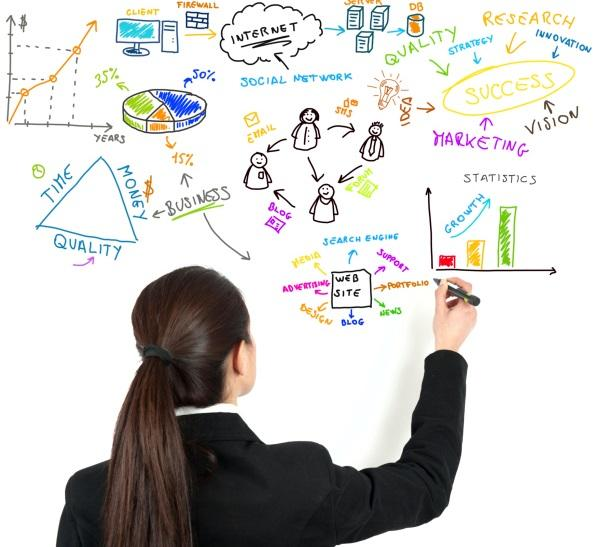 $
YEARS
CLIENT
FIREWALL
INTERNET
SERVER
DB
SOCIAL NETWORK
35%
50%
15%
QUALITY
STRATEGY
RESEARCH
INNOVATION
SUCCESS
IDEA
MARKETING
VISION
EMAIL
SMS
FORUM
BLOG
TIME
MONEY
$
QUALITY
BUSINESS
STATISTICS
GROWTH
SEARCH ENGINE
MEDIA
SUPPORT
ADVERTISING
WEB
SITE
PORTFOLIO
DESIGN
BLOG
NEWS